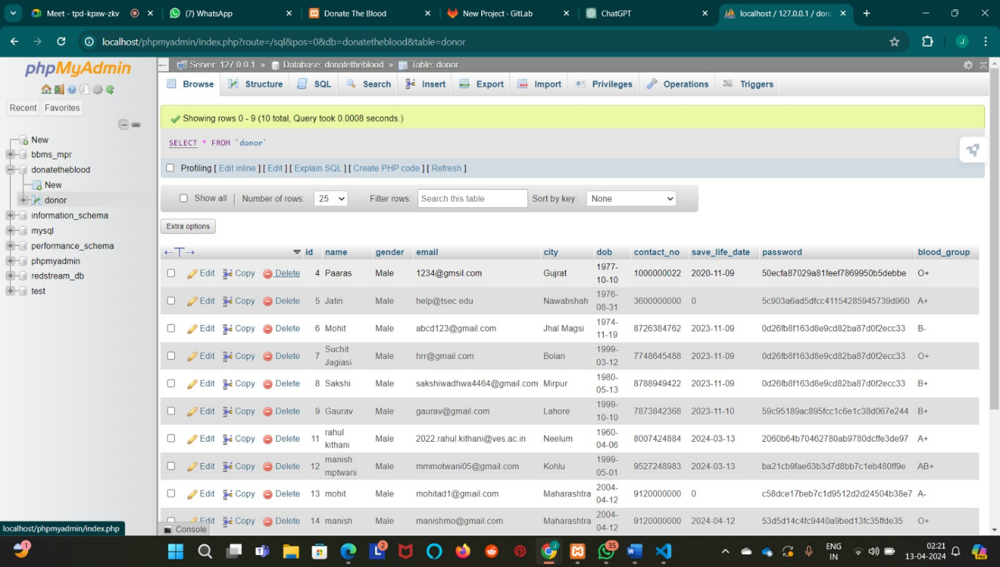 Meet - tpd-kpxw-zkv
(7) WhatsApp
Donate The Blood
New Project · GitLab
ChatGPT
localhost / 127.0.0.1 / don
localhost/phpmyadmin/index.php?route=/sql&pos=0&db=donatetheblood&table=donor
J
phpMyAdmin
Recent Favorites
New
bbms_mpr
donatetheblood
New
donor
information_schema
mysql
performance_schema
phpmyadmin
redstream_db
test
Server: 127.0.0.1 » Database: donatetheblood » Table: donor
Browse Structure SQL Search Insert Export Import Privileges Operations Triggers
Showing rows 0 - 9 (10 total, Query took 0.0008 seconds.)
SELECT * FROM `donor`
Profiling [ Edit inline ] [ Edit ] [ Explain SQL ] [ Create PHP code ] [ Refresh ]
Show all | Number of rows: 25 Filter rows: Search this table Sort by key: None
Extra options
←T→ id name gender email city dob contact_no save_life_date password blood_group
Edit Copy Delete 4 Paaras Male 1234@gmsil.com Gujrat 1977-10-10 1000000022 2020-11-09 50ecfa87029a81feef7869950b5debbe O+
Edit Copy Delete 5 Jatin Male help@tsec.edu Nawabshah 1976-08-31 3600000000 0 5c903a6ad5dfcc41154285945739d960 A+
Edit Copy Delete 6 Mohit Male abcd123@gmail.com Jhal Magsi 1974-11-19 8726384762 2023-11-09 0d26fb8f163d8e9cd82ba87d0f2ecc33 B-
Edit Copy Delete 7 Suchit Jagiasi Male hrr@gmail.com Bolan 1999-03-12 7748645488 2023-11-09 0d26fb8f163d8e9cd82ba87d0f2ecc33 O+
Edit Copy Delete 8 Sakshi Male sakshiwadhwa4464@gmail.com Mirpur 1980-05-13 8788949422 2023-11-09 0d26fb8f163d8e9cd82ba87d0f2ecc33 B+
Edit Copy Delete 9 Gaurav Male gaurav@gmail.com Lahore 1999-10-10 7873842368 2023-11-10 59c95189ac895fcc1c6e1c38d067e244 B+
Edit Copy Delete 11 rahul kithani Male 2022.rahul.kithani@ves.ac.in Neelum 1960-04-06 8007424884 2024-03-13 2060b64b70462780ab9780dcffe3de97 A+
Edit Copy Delete 12 manish mptwani Male mmmotwani05@gmail.com Kohlu 1999-05-01 9527248983 2024-03-13 ba21cb9fae63b3d7d8bb7c1eb480ff9e AB+
Edit Copy Delete 13 mohit Male mohitad1@gmail.com Maharashtra 2004-04-12 9120000000 0 c58dce17beb7c1d9512d2d24504b38e7 A-
Edit Copy Delete 14 manish Male manishmo@gmail.com Maharashtra 2004-04-12 9120000000 2024-04-12 53d5d14c4fc9440a9bed13fc35ffde35 O+
Console
localhost/phpmyadmin/index.php
1
2
35
ENG
IN
02:21
13-04-2024
PRE